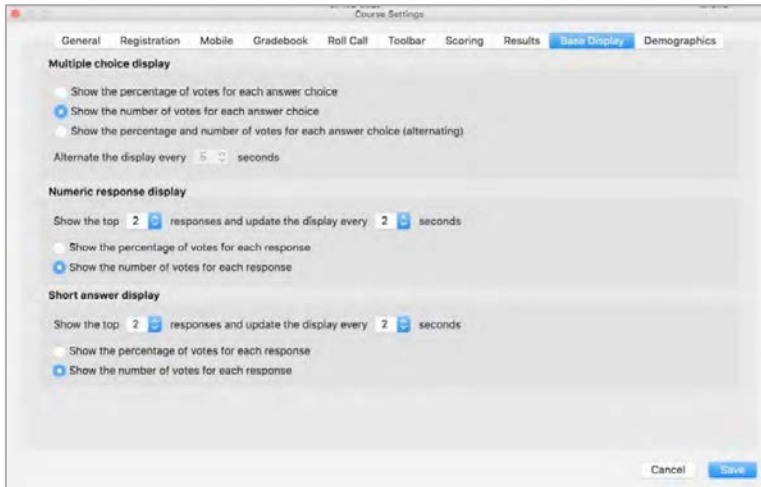 Course Settings
General Registration Mobile Gradebook Roll Call Toolbar Scoring Results Base Display Demographics
Multiple choice display
Show the percentage of votes for each answer choice
Show the number of votes for each answer choice
Show the percentage and number of votes for each answer choice (alternating)
Alternate the display every 5 seconds
Numeric response display
Show the top 2 responses and update the display every 2 seconds
Show the percentage of votes for each response
Show the number of votes for each response
Short answer display
Show the top 2 responses and update the display every 2 seconds
Show the percentage of votes for each response
Show the number of votes for each response
Cancel Save